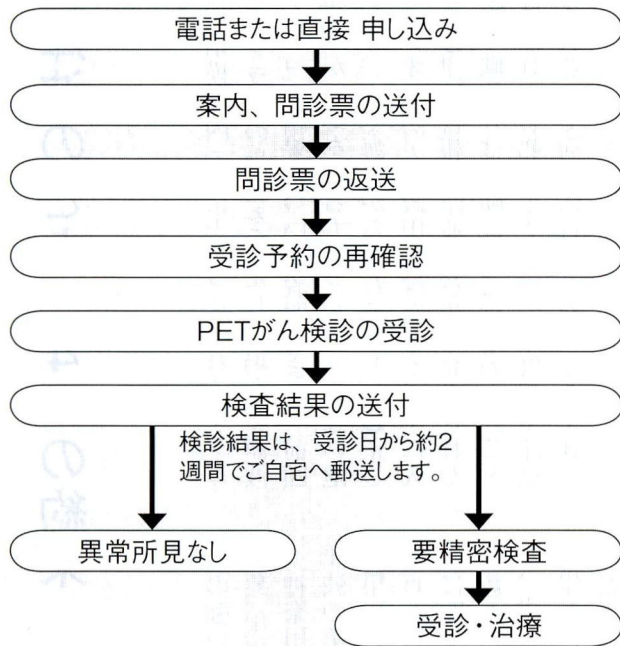 電話または直接 申し込み
案内、問診票の送付
問診票の返送
受診予約の再確認
PETがん検診の受診
検査結果の送付
検診結果は、受診日から約2
週間でご自宅へ郵送します。
異常所見なし
要精密検査
受診・治療